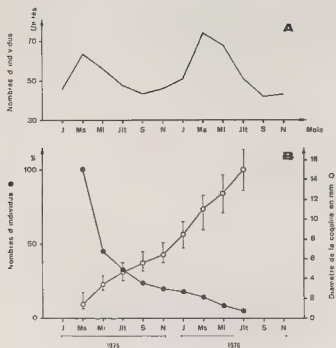 A
Nombres d'individus
70
50
30
J Ms Ml Jlt S N J Ms Ml Jlt S N Mois
B
% 
Nombres d'individus
100
50
0
Diamètre de la coquille en mm
16
14
12
10
8
6
4
2
0
J Ms Ml Jlt S N J Ms Ml Jlt S N
1975 1976